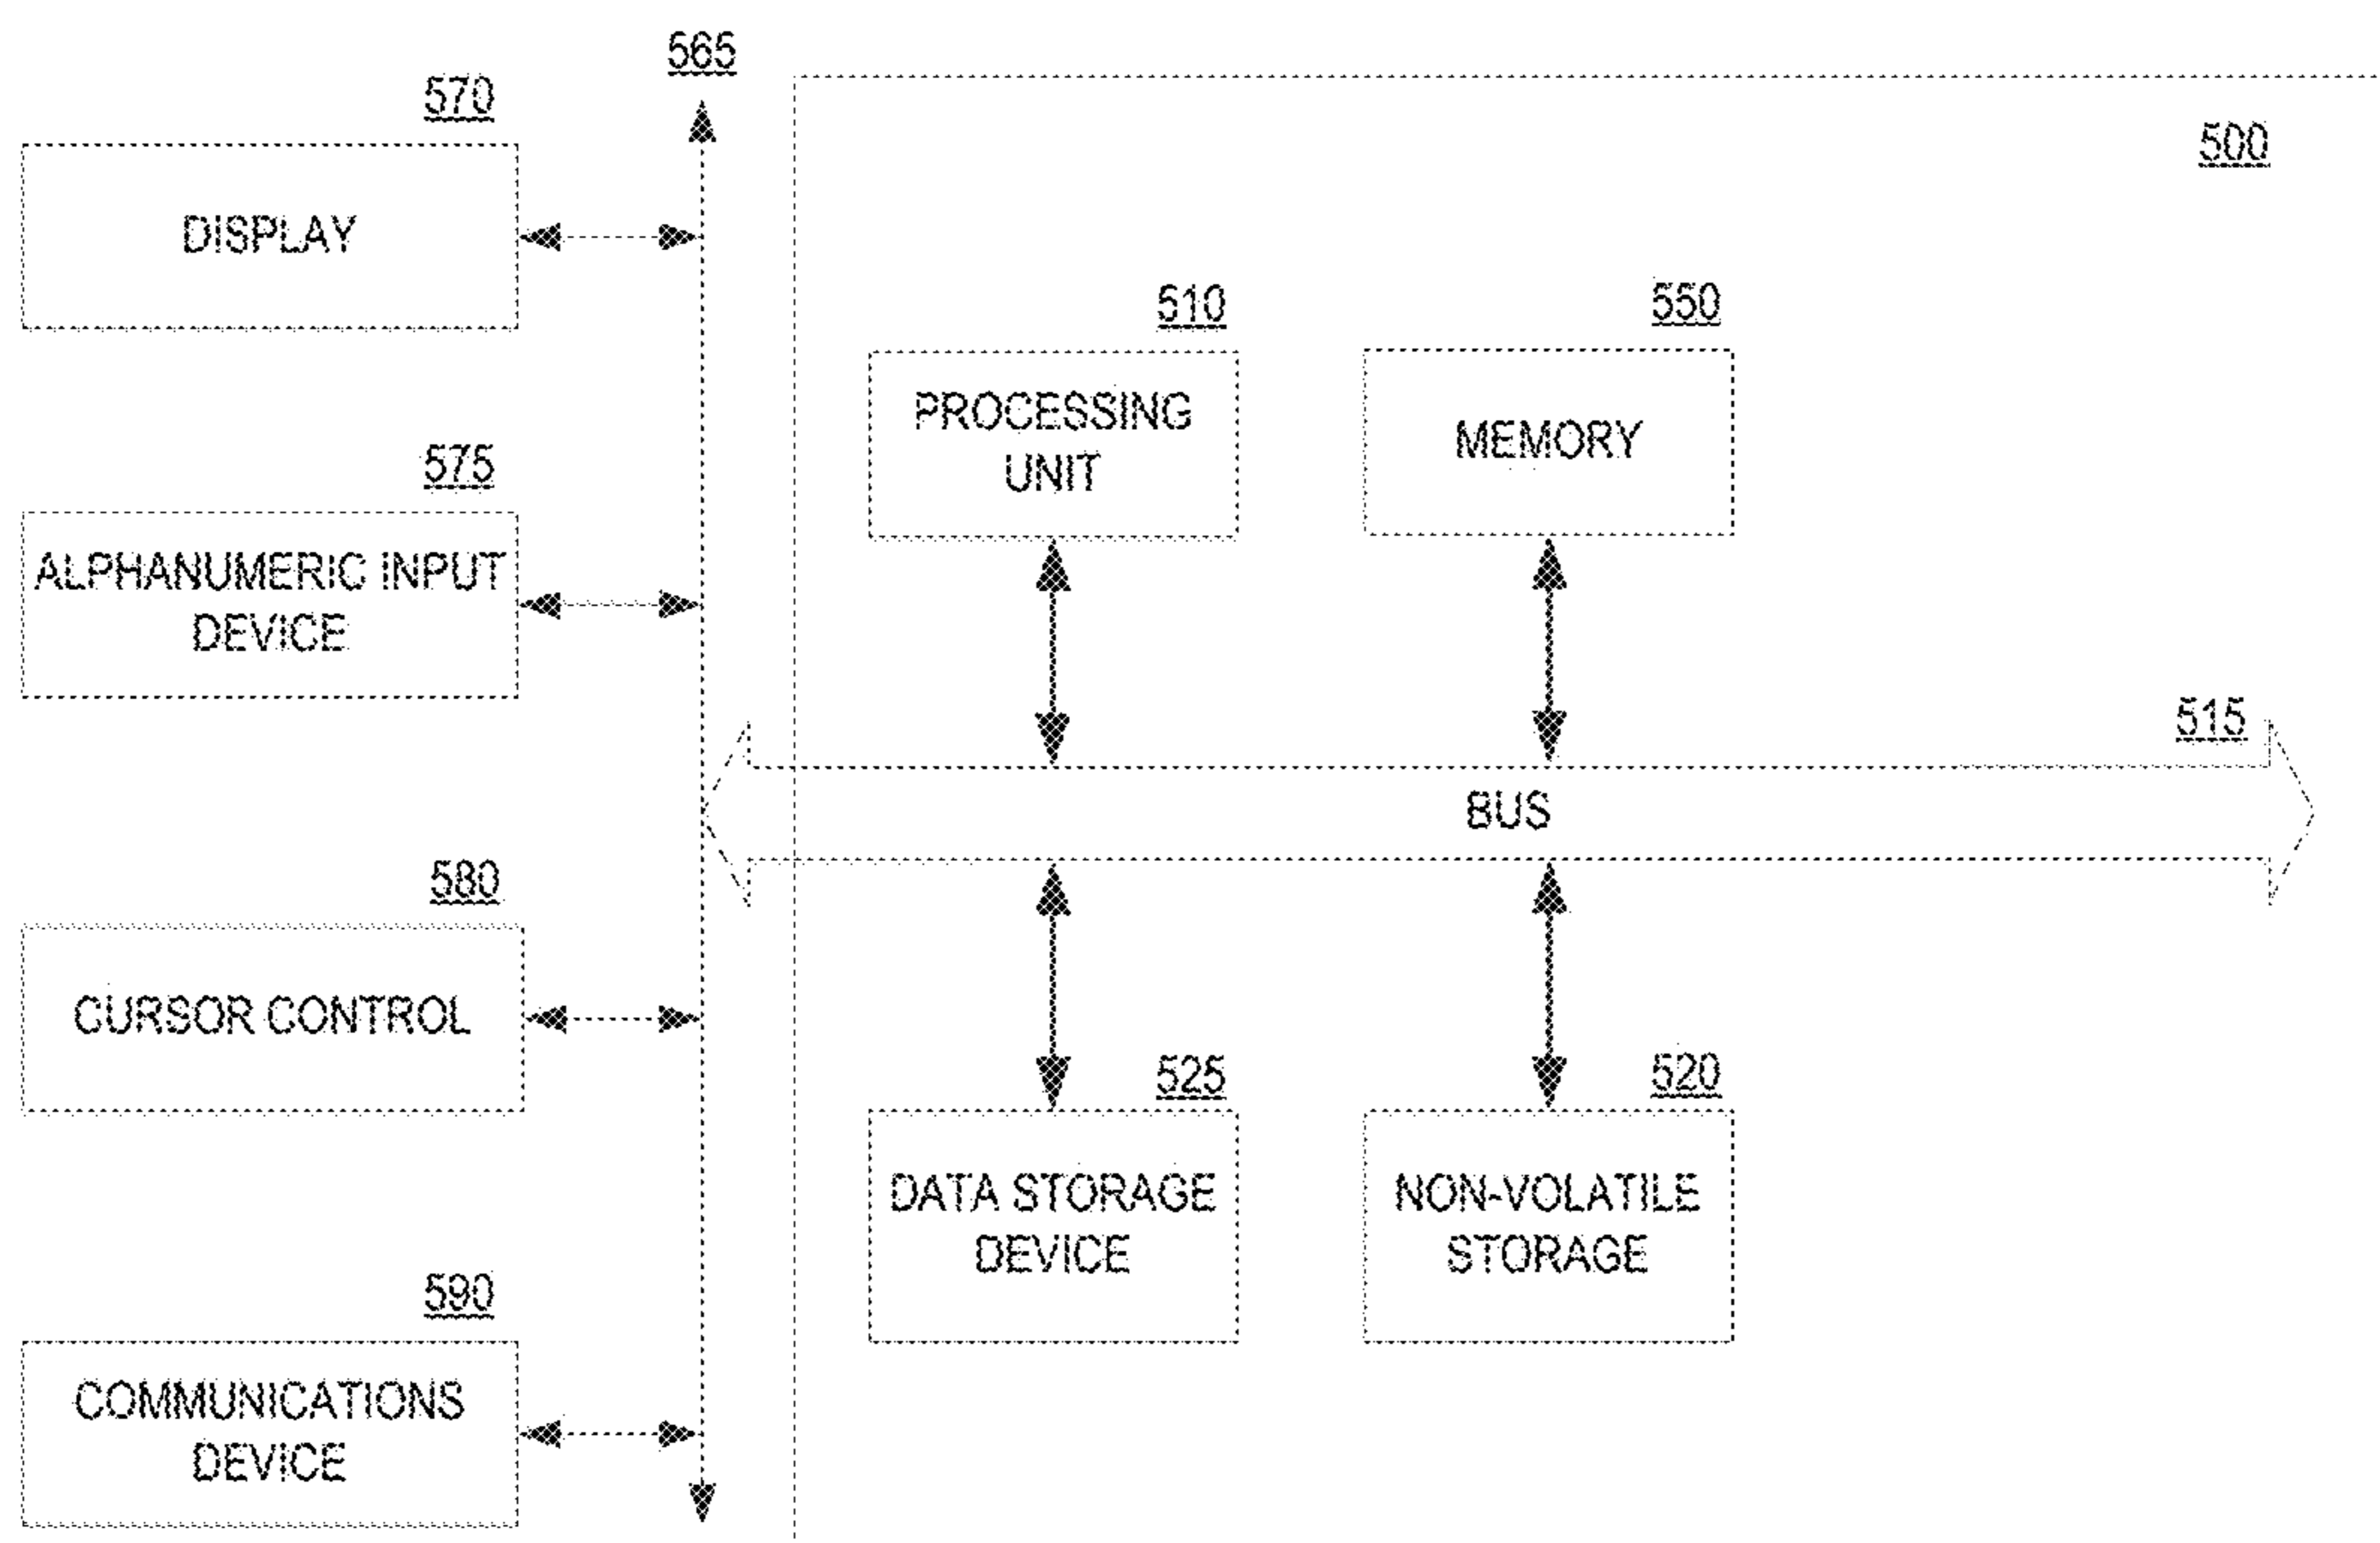 565
570
500
DISPLAY
510
550
PROCESSING
UNIT
MEMORY
575
ALPHANUMERIC INPUT
DEVICE
515
BUS
580
CURSOR CONTROL
525
520
DATA STORAGE
DEVICE
NON-VOLATILE
STORAGE
590
COMMUNICATIONS
DEVICE